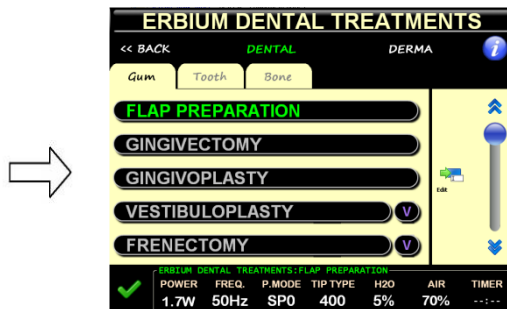 ERBIUM DENTAL TREATMENTS
<< BACK DENTAL DERMA i
Gum Tooth Bone
FLAP PREPARATION
GINGIVECTOMY
GINGIVOPLASTY
Edit
VESTIBULOPLASTY V
FRENECTOMY V
ERBIUM DENTAL TREATMENTS:FLAP PREPARATION
POWER FREQ. P.MODE TIP TYPE H2O AIR TIMER
1.7W 50Hz SP0 400 5% 70% --:--